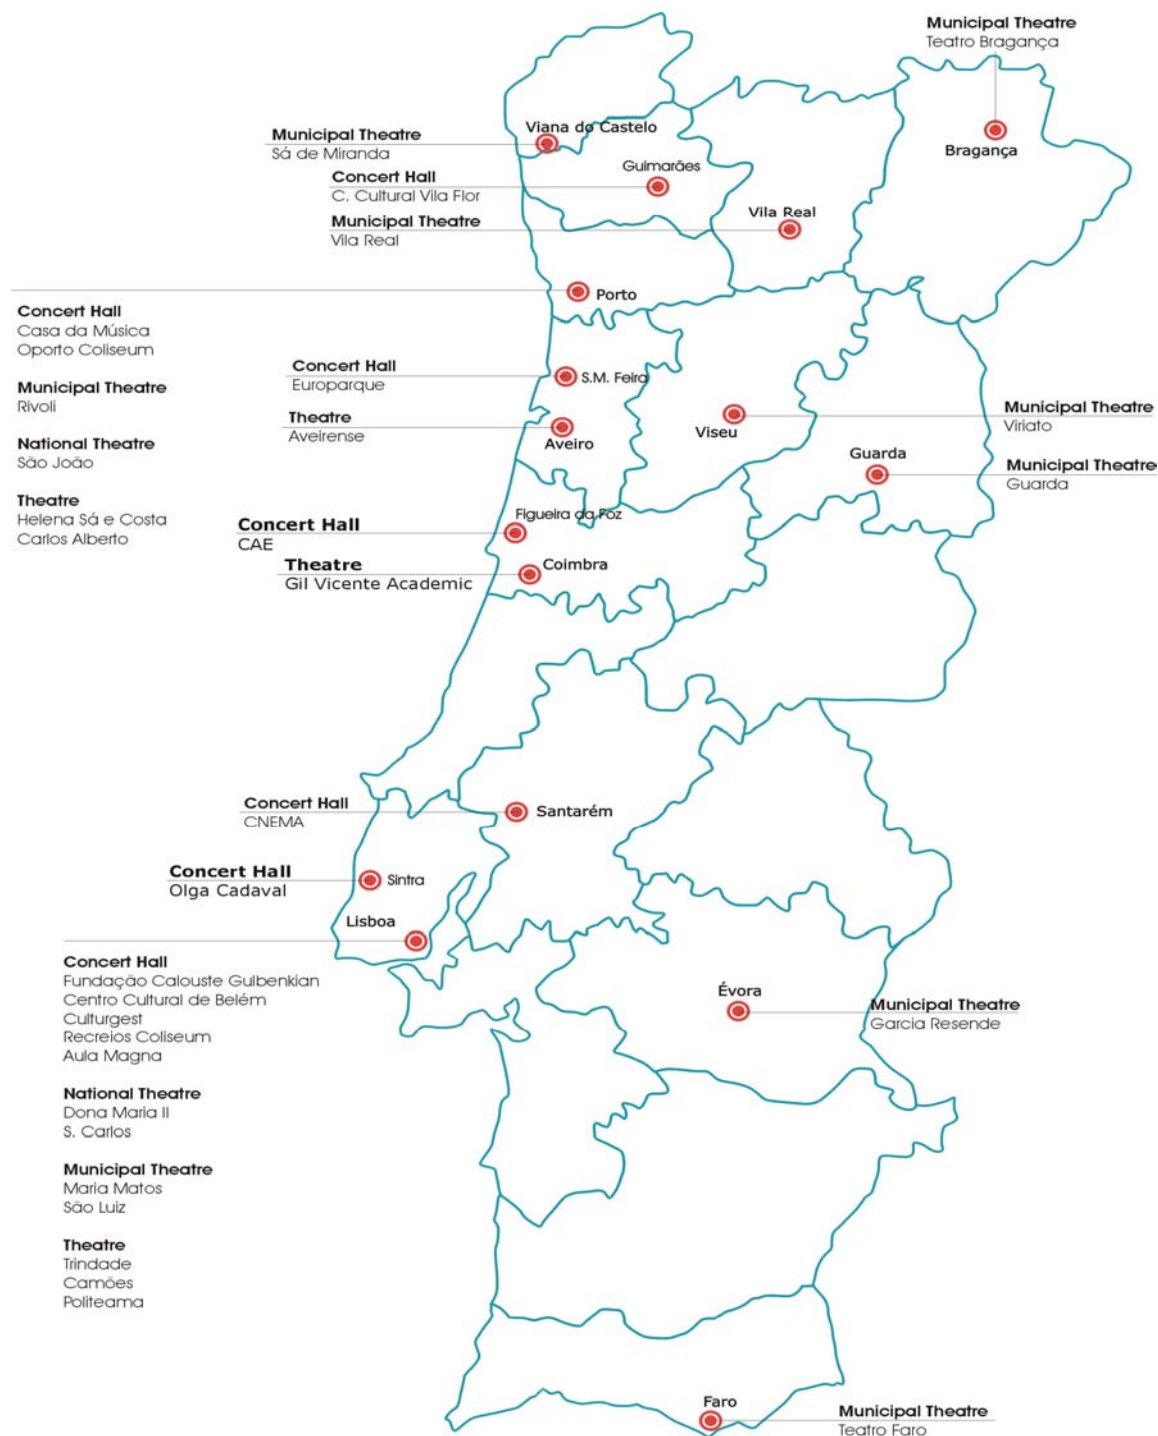 Municipal Theatre
Teatro Bragança
Bragança
Viana do Castelo
Municipal Theatre
Sá de Miranda
Guimarães
Concert Hall
C. Cultural Vila Flor
Vila Real
Municipal Theatre
Vila Real
Porto
Concert Hall
Casa da Música
Oporto Coliseum
Municipal Theatre
Rivoli
National Theatre
São João
Theatre
Helena Sá e Costa
Carlos Alberto
Concert Hall
Europarque
S.M. Feira
Theatre
Aveirense
Aveiro
Viseu
Municipal Theatre
Viriato
Guarda
Municipal Theatre
Guarda
Figueira da Foz
Concert Hall
CAE
Coimbra
Theatre
Gil Vicente Academic
Concert Hall
CNEMA
Santarém
Concert Hall
Olga Cadaval
Sintra
Lisboa
Concert Hall
Fundação Calouste Gulbenkian
Centro Cultural de Belém
Culturgest
Recreios Coliseum
Aula Magna
National Theatre
Dona Maria II
S. Carlos
Municipal Theatre
Maria Matos
São Luiz
Theatre
Trindade
Camões
Politeama
Évora
Municipal Theatre
Garcia Resende
Faro
Municipal Theatre
Teatro Faro